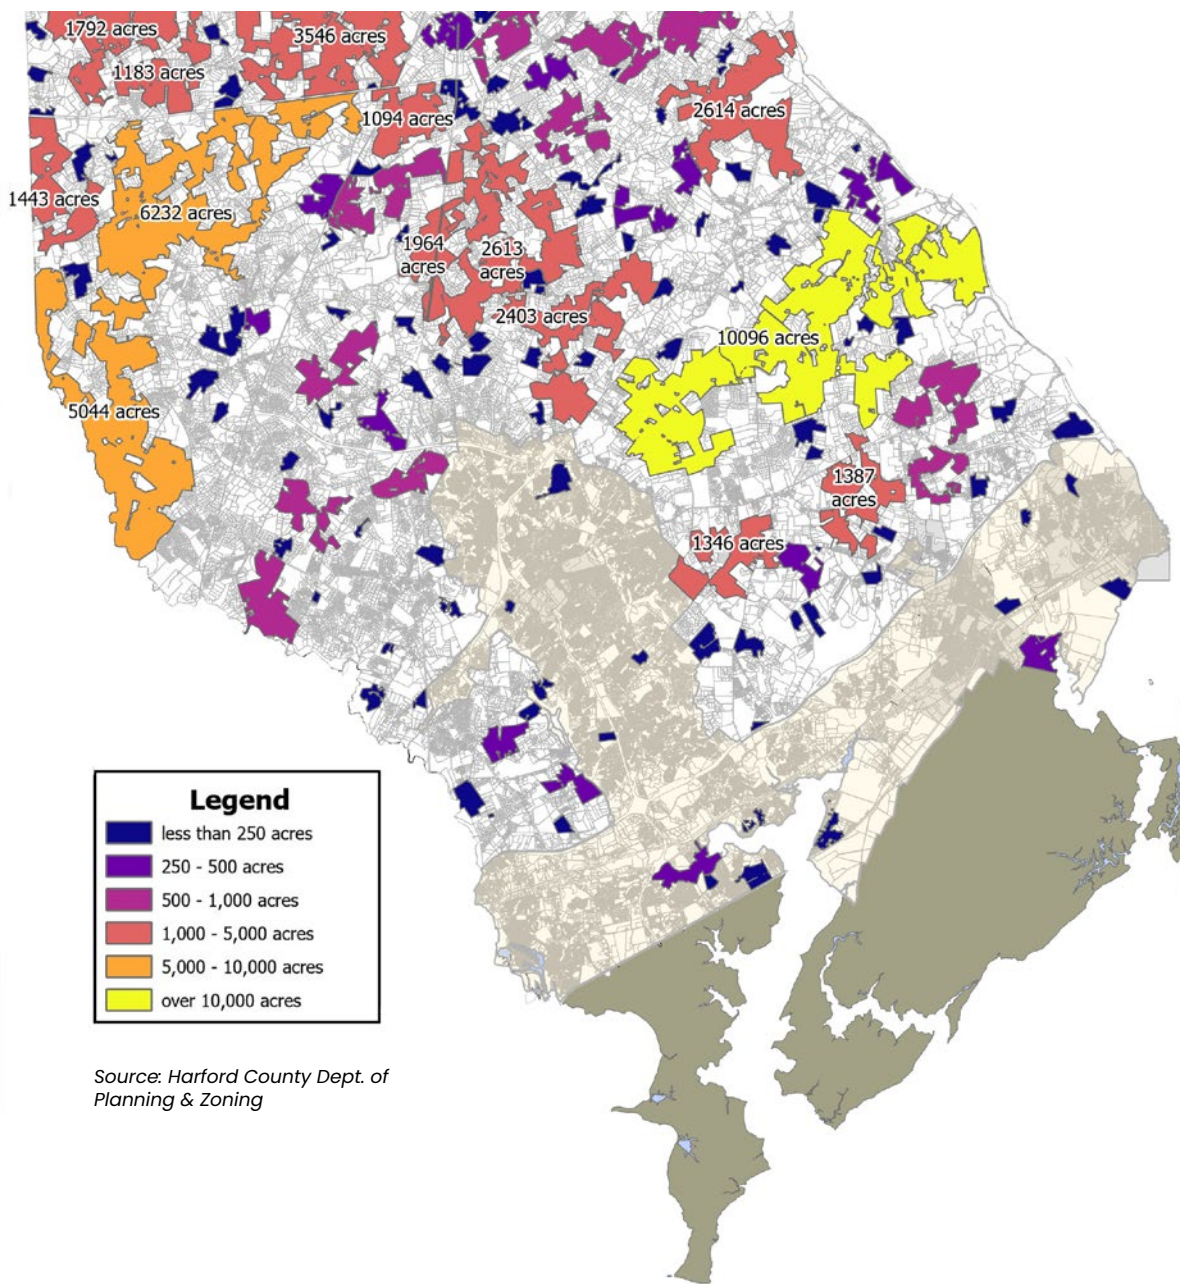 1792 acres
3546 acres
1183 acres
1094 acres
2614 acres
1443 acres
6232 acres
1964
acres
2613
acres
2403 acres
10096 acres
5044 acres
1387
acres
1346 acres
Legend
less than 250 acres
250 - 500 acres
500 - 1,000 acres
1,000 - 5,000 acres
5,000 - 10,000 acres
over 10,000 acres
Source: Harford County Dept. of
Planning & Zoning